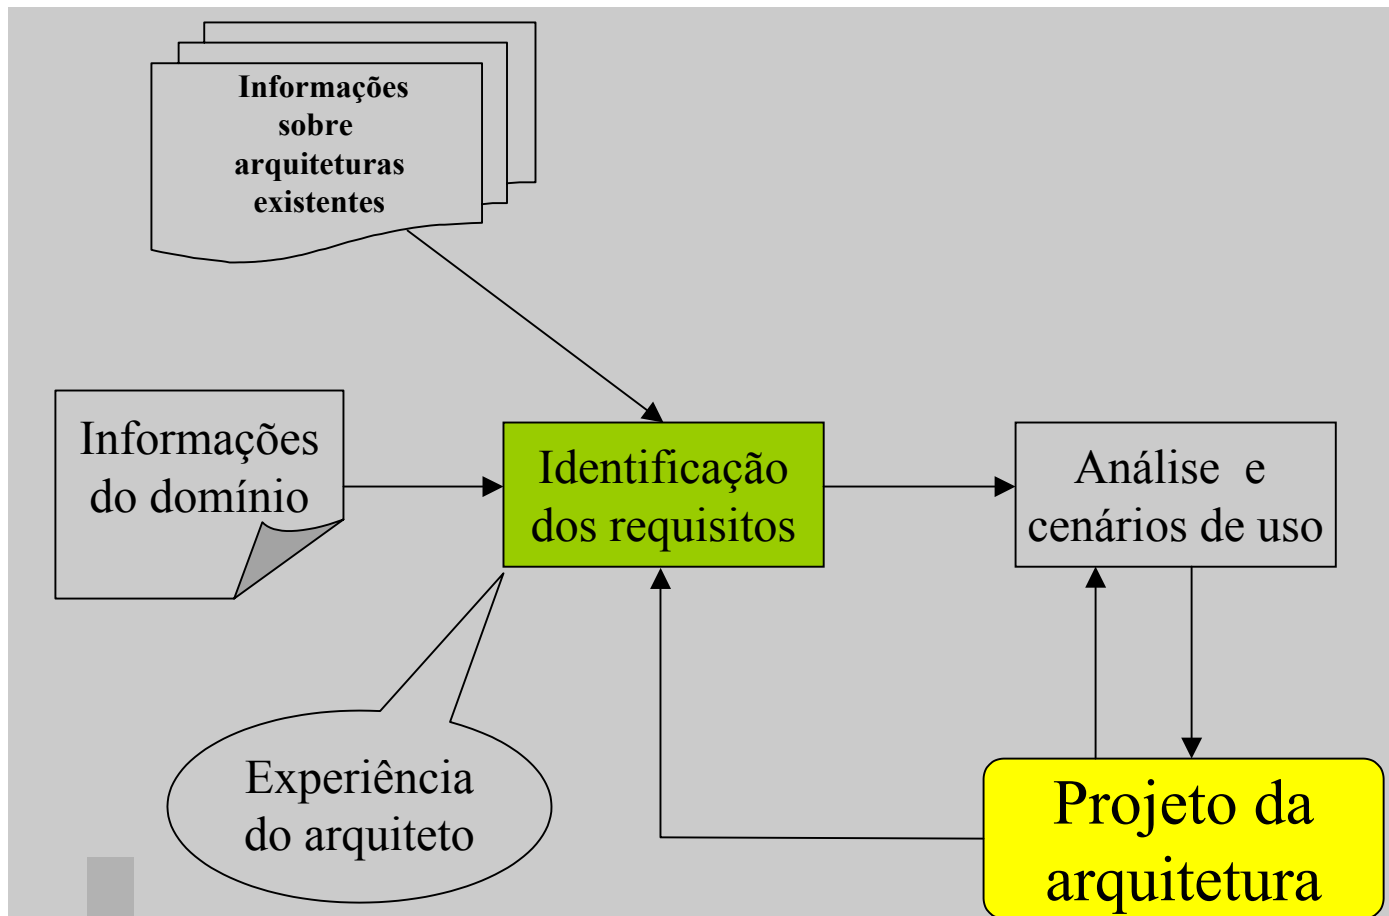 Informações
sobre
arquiteturas
existentes
Informações
do domínio
Identificação
dos requisitos
Análise e
cenários de uso
Experiência
do arquiteto
Projeto da
arquitetura